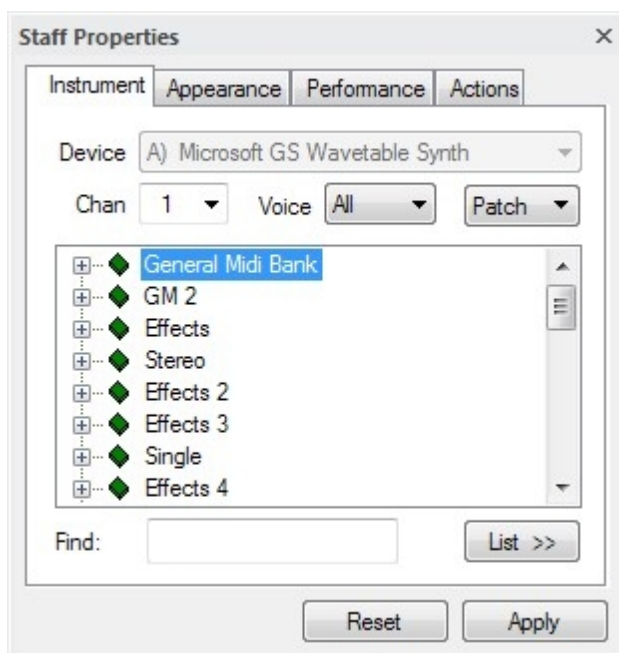 Staff Properties
Instrument Appearance Performance Actions
Device A) Microsoft GS Wavetable Synth
Chan 1 Voice All Patch
General Midi Bank
GM 2
Effects
Stereo
Effects 2
Effects 3
Single
Effects 4
Find: List >>
Reset Apply